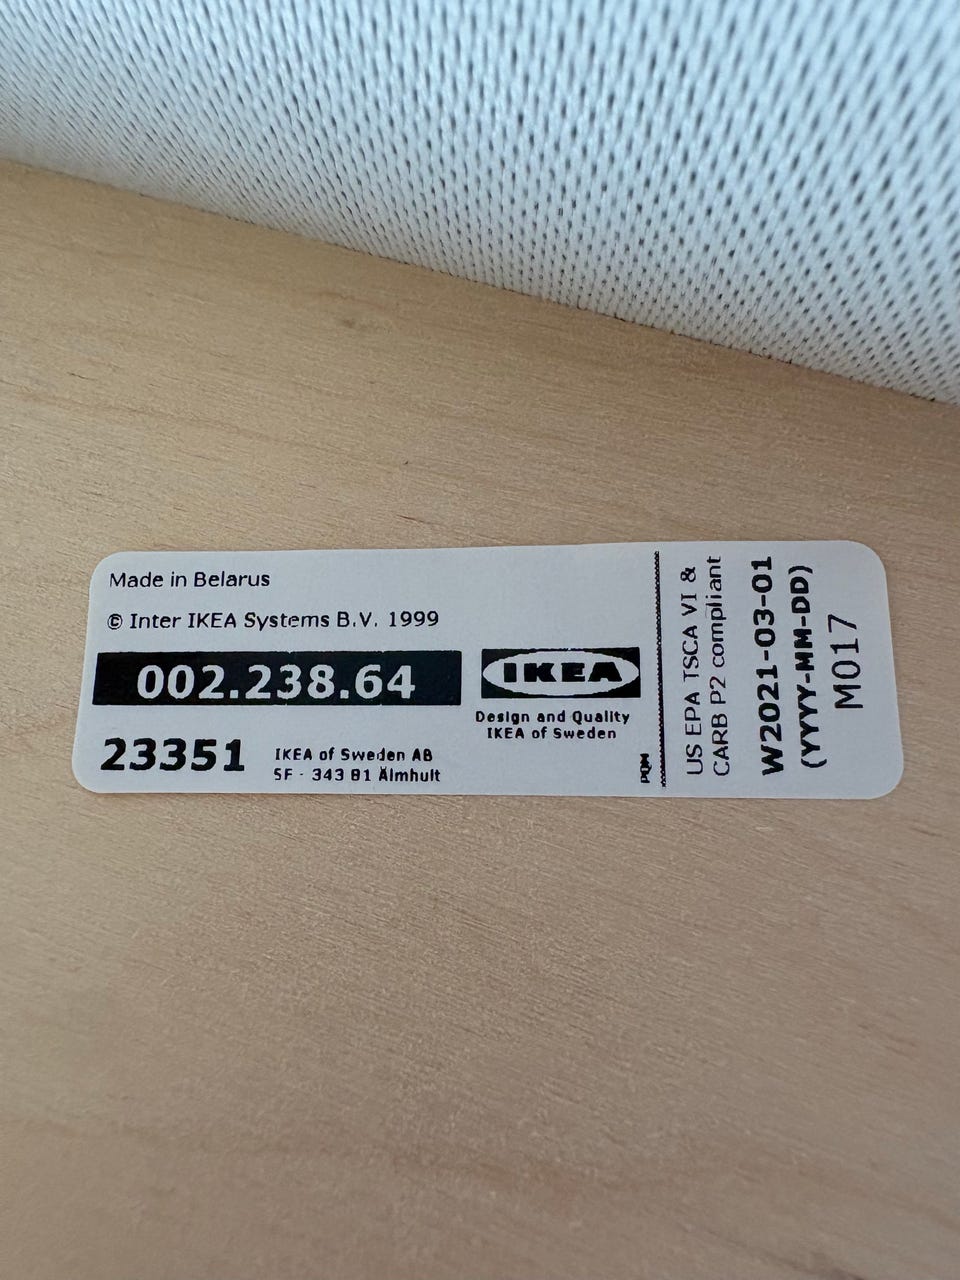 Made in Belarus
© Inter IKEA Systems B.V. 1999
002.238.64
IKEA
Design and Quality
IKEA of Sweden
23351
IKEA of Sweden AB
SF - 343 81 Älmhult
PQM
US EPA TSCA VI &
CARB P2 compliant
W2021-03-01
(YYYY-MM-DD)
M017